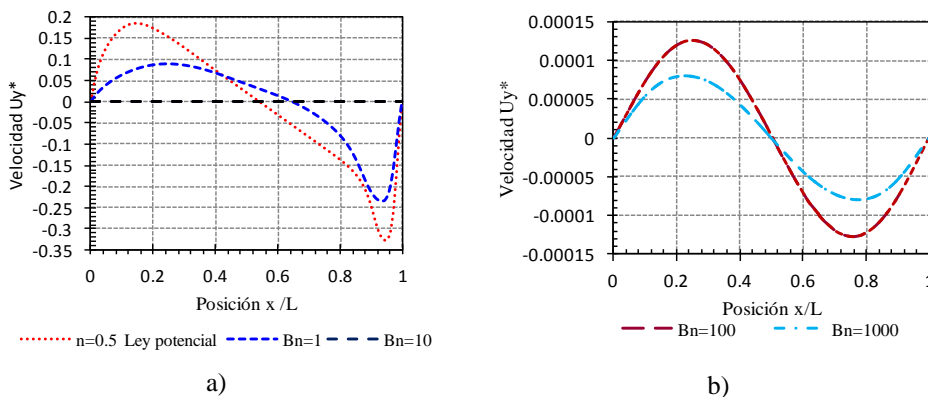 Velocidad Uy*
0.2
0.15
0.1
0.05
0
-0.05
-0.1
-0.15
-0.2
-0.25
-0.3
-0.35
0 0.2 0.4 0.6 0.8 1
Posición x /L
n=0.5 Ley potencial Bn=1 Bn=10
a)
Velocidad Uy*
0.00015
0.0001
0.00005
0
-0.00005
-0.0001
-0.00015
0 0.2 0.4 0.6 0.8 1
Posición x/L
Bn=100 Bn=1000
b)